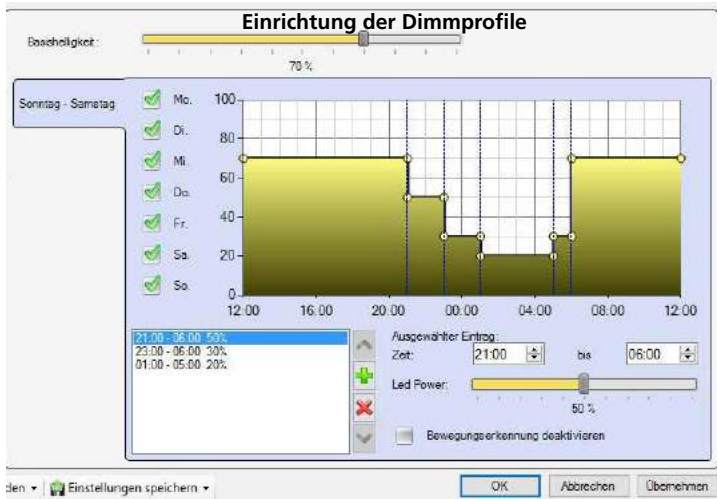 Einrichtung der Dimmprofile
Basishelligkeit:
70 %
Sonntag - Samstag
Mo.
Di.
Mi.
Do.
Fr.
Sa.
So.
100
80
60
40
20
0
12:00 16:00 20:00 00:00 04:00 08:00 12:00
21:00 - 06:00 50%
23:00 - 06:00 30%
01:00 - 05:00 20%
Ausgewählter Eintrag:
Zeit: 21:00 bis 06:00
Led Power:
50 %
Bewegungserkennung deaktivieren
den Einstellungen speichern
OK Abbrechen Übernehmen